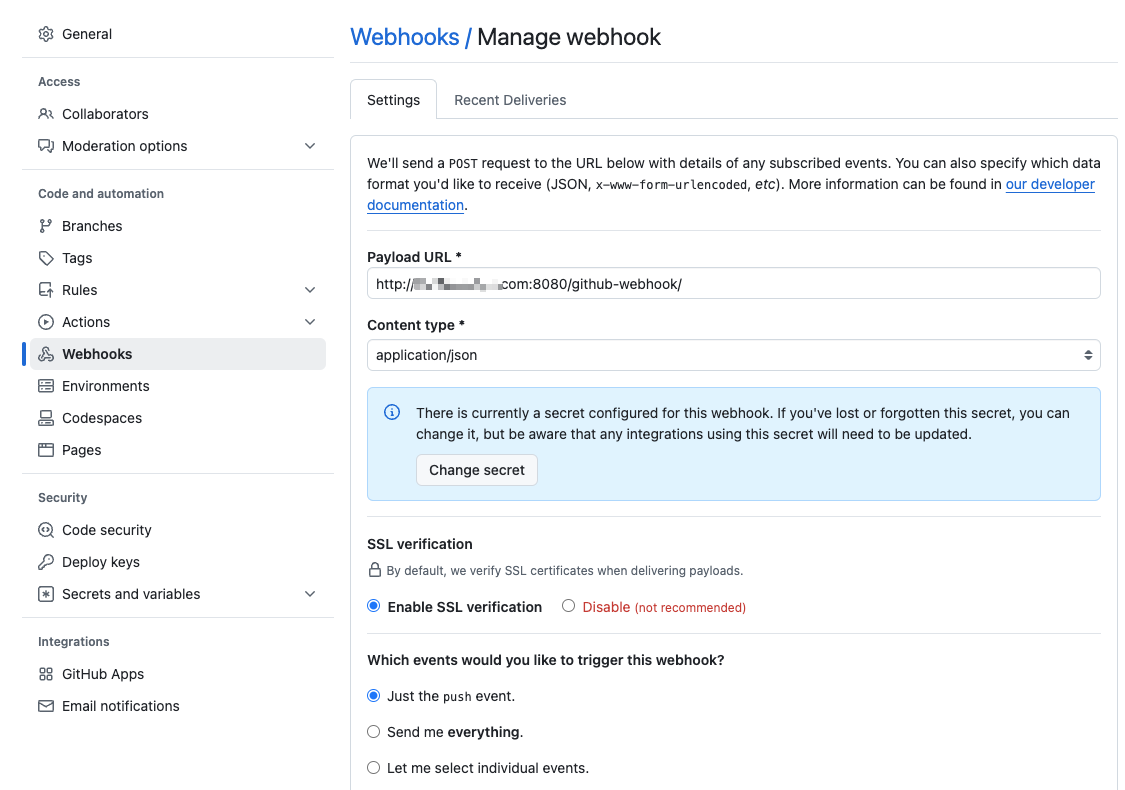 General
Access
Collaborators
Moderation options
Code and automation
Branches
Tags
Rules
Actions
Webhooks
Environments
Codespaces
Pages
Security
Code security
Deploy keys
Secrets and variables
Integrations
GitHub Apps
Email notifications
Webhooks / Manage webhook
Settings
Recent Deliveries
We'll send a POST request to the URL below with details of any subscribed events. You can also specify which data
format you'd like to receive (JSON, x-www-form-urlencoded, etc). More information can be found in our developer
documentation.
Payload URL *
http:// com:8080/github-webhook/
Content type *
application/json
There is currently a secret configured for this webhook. If you've lost or forgotten this secret, you can
change it, but be aware that any integrations using this secret will need to be updated.
Change secret
SSL verification
By default, we verify SSL certificates when delivering payloads.
Enable SSL verification
Disable (not recommended)
Which events would you like to trigger this webhook?
Just the push event.
Send me everything.
Let me select individual events.